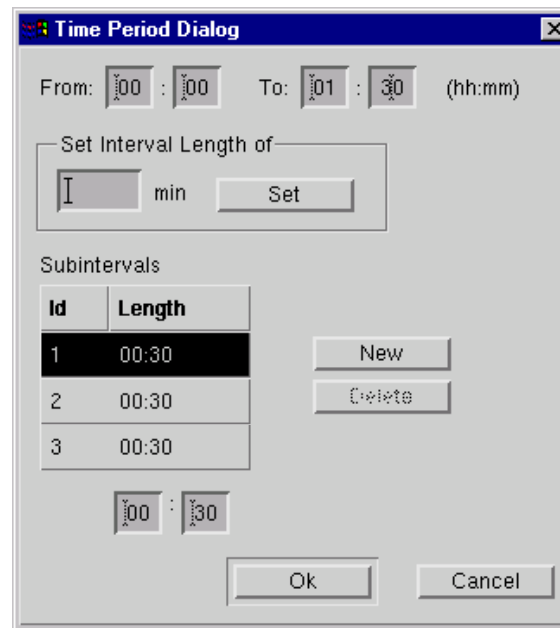 Time Period Dialog
From: 00 : 00 To: 01 : 30 (hh:mm)
Set Interval Length of
min Set
Subintervals
Id Length
1 00:30
2 00:30
3 00:30
New
Delete
00 : 30
Ok Cancel